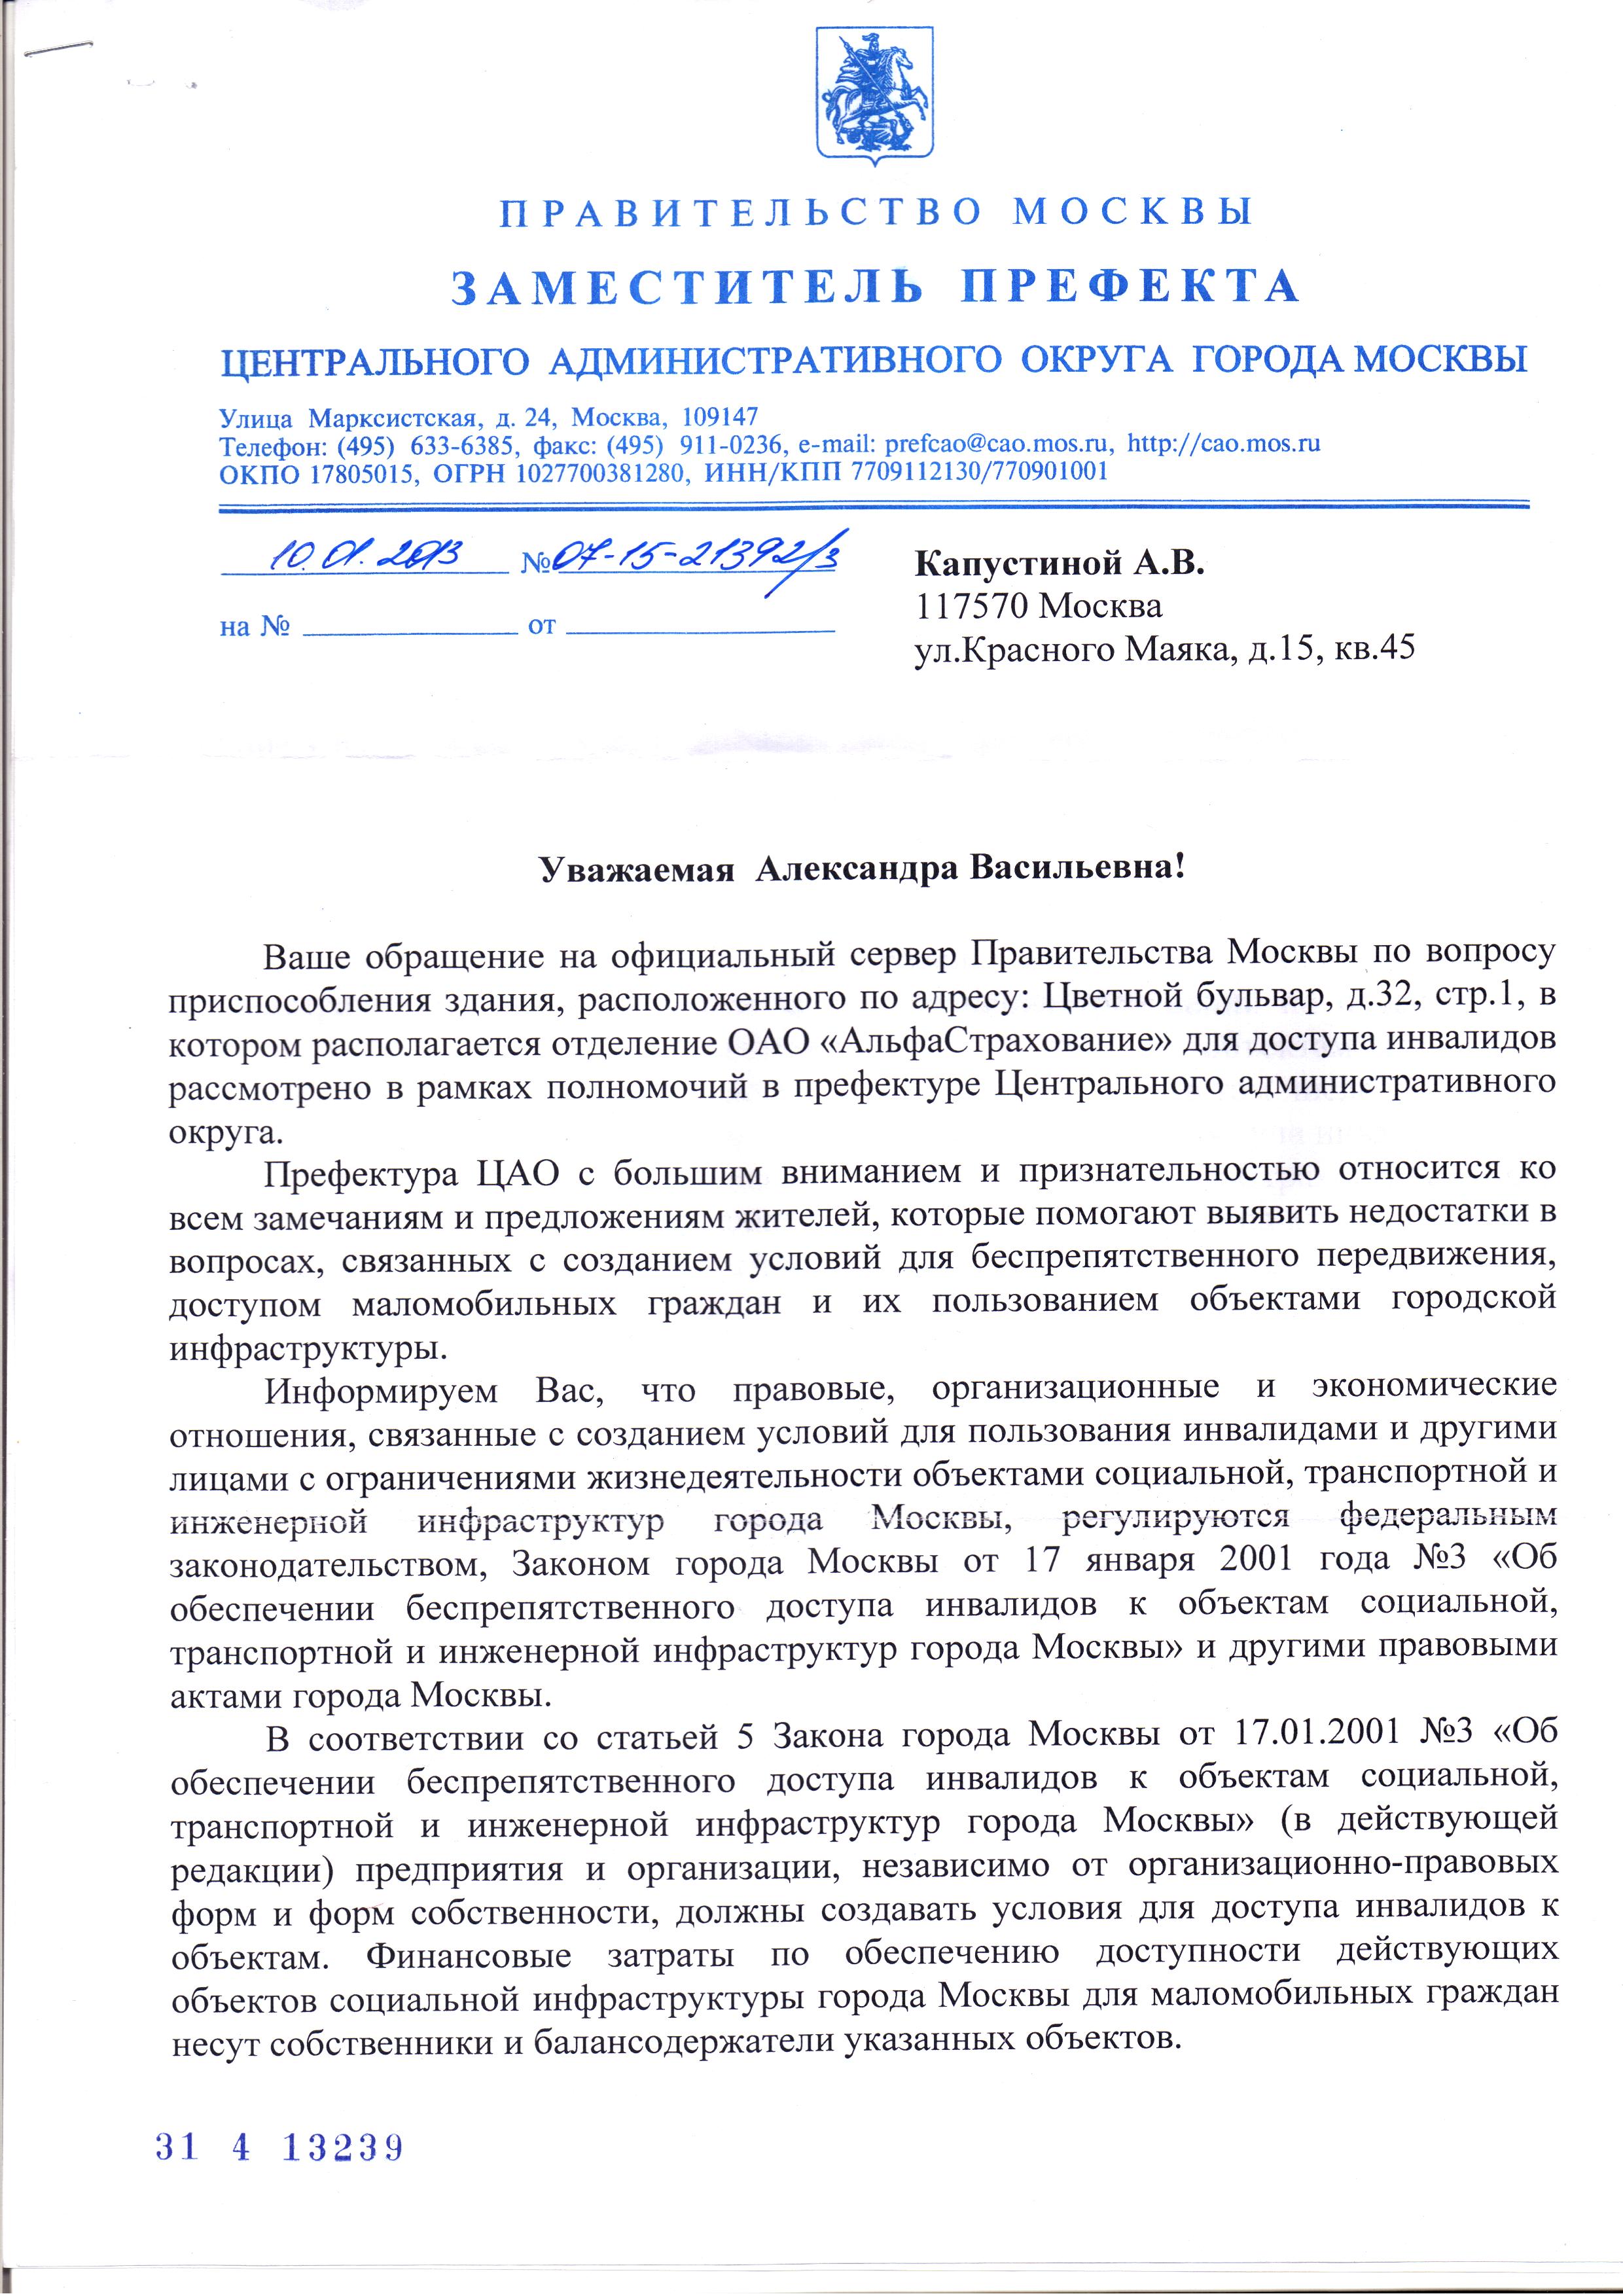 ПРАВИТЕЛЬСТВО МОСКВЫ
ЗАМЕСТИТЕЛЬ ПРЕФЕКТА
ЦЕНТРАЛЬНОГО АДМИНИСТРАТИВНОГО ОКРУГА ГОРОДА МОСКВЫ
Улица Марксистская, д. 24, Москва, 109147
Телефон: (495) 633-6385, факс: (495) 911-0236, e-mail: prefcao@cao.mos.ru, http://cao.mos.ru
ОКПО 17805015, ОГРН 1027700381280, ИНН/КПП 7709112130/770901001
10.01.2013 № 07-15-21392/3
на № от
Капустиной А.В.
117570 Москва
ул.Красного Маяка, д.15, кв.45
Уважаемая Александра Васильевна!
Ваше обращение на официальный сервер Правительства Москвы по вопросу
приспособления здания, расположенного по адресу: Цветной бульвар, д.32, стр.1, в
котором располагается отделение ОАО «АльфаСтрахование» для доступа инвалидов
рассмотрено в рамках полномочий в префектуре Центрального административного
округа.
Префектура ЦАО с большим вниманием и признательностью относится ко
всем замечаниям и предложениям жителей, которые помогают выявить недостатки в
вопросах, связанных с созданием условий для беспрепятственного передвижения,
доступом маломобильных граждан и их пользованием объектами городской
инфраструктуры.
Информируем Вас, что правовые, организационные и экономические
отношения, связанные с созданием условий для пользования инвалидами и другими
лицами с ограничениями жизнедеятельности объектами социальной, транспортной и
инженерной инфраструктур города Москвы, регулируются федеральным
законодательством, Законом города Москвы от 17 января 2001 года №3 «Об
обеспечении беспрепятственного доступа инвалидов к объектам социальной,
транспортной и инженерной инфраструктур города Москвы» и другими правовыми
актами города Москвы.
В соответствии со статьей 5 Закона города Москвы от 17.01.2001 №3 «Об
обеспечении беспрепятственного доступа инвалидов к объектам социальной,
транспортной и инженерной инфраструктур города Москвы» (в действующей
редакции) предприятия и организации, независимо от организационно-правовых
форм и форм собственности, должны создавать условия для доступа инвалидов к
объектам. Финансовые затраты по обеспечению доступности действующих
объектов социальной инфраструктуры города Москвы для маломобильных граждан
несут собственники и балансодержатели указанных объектов.
31 4 13239